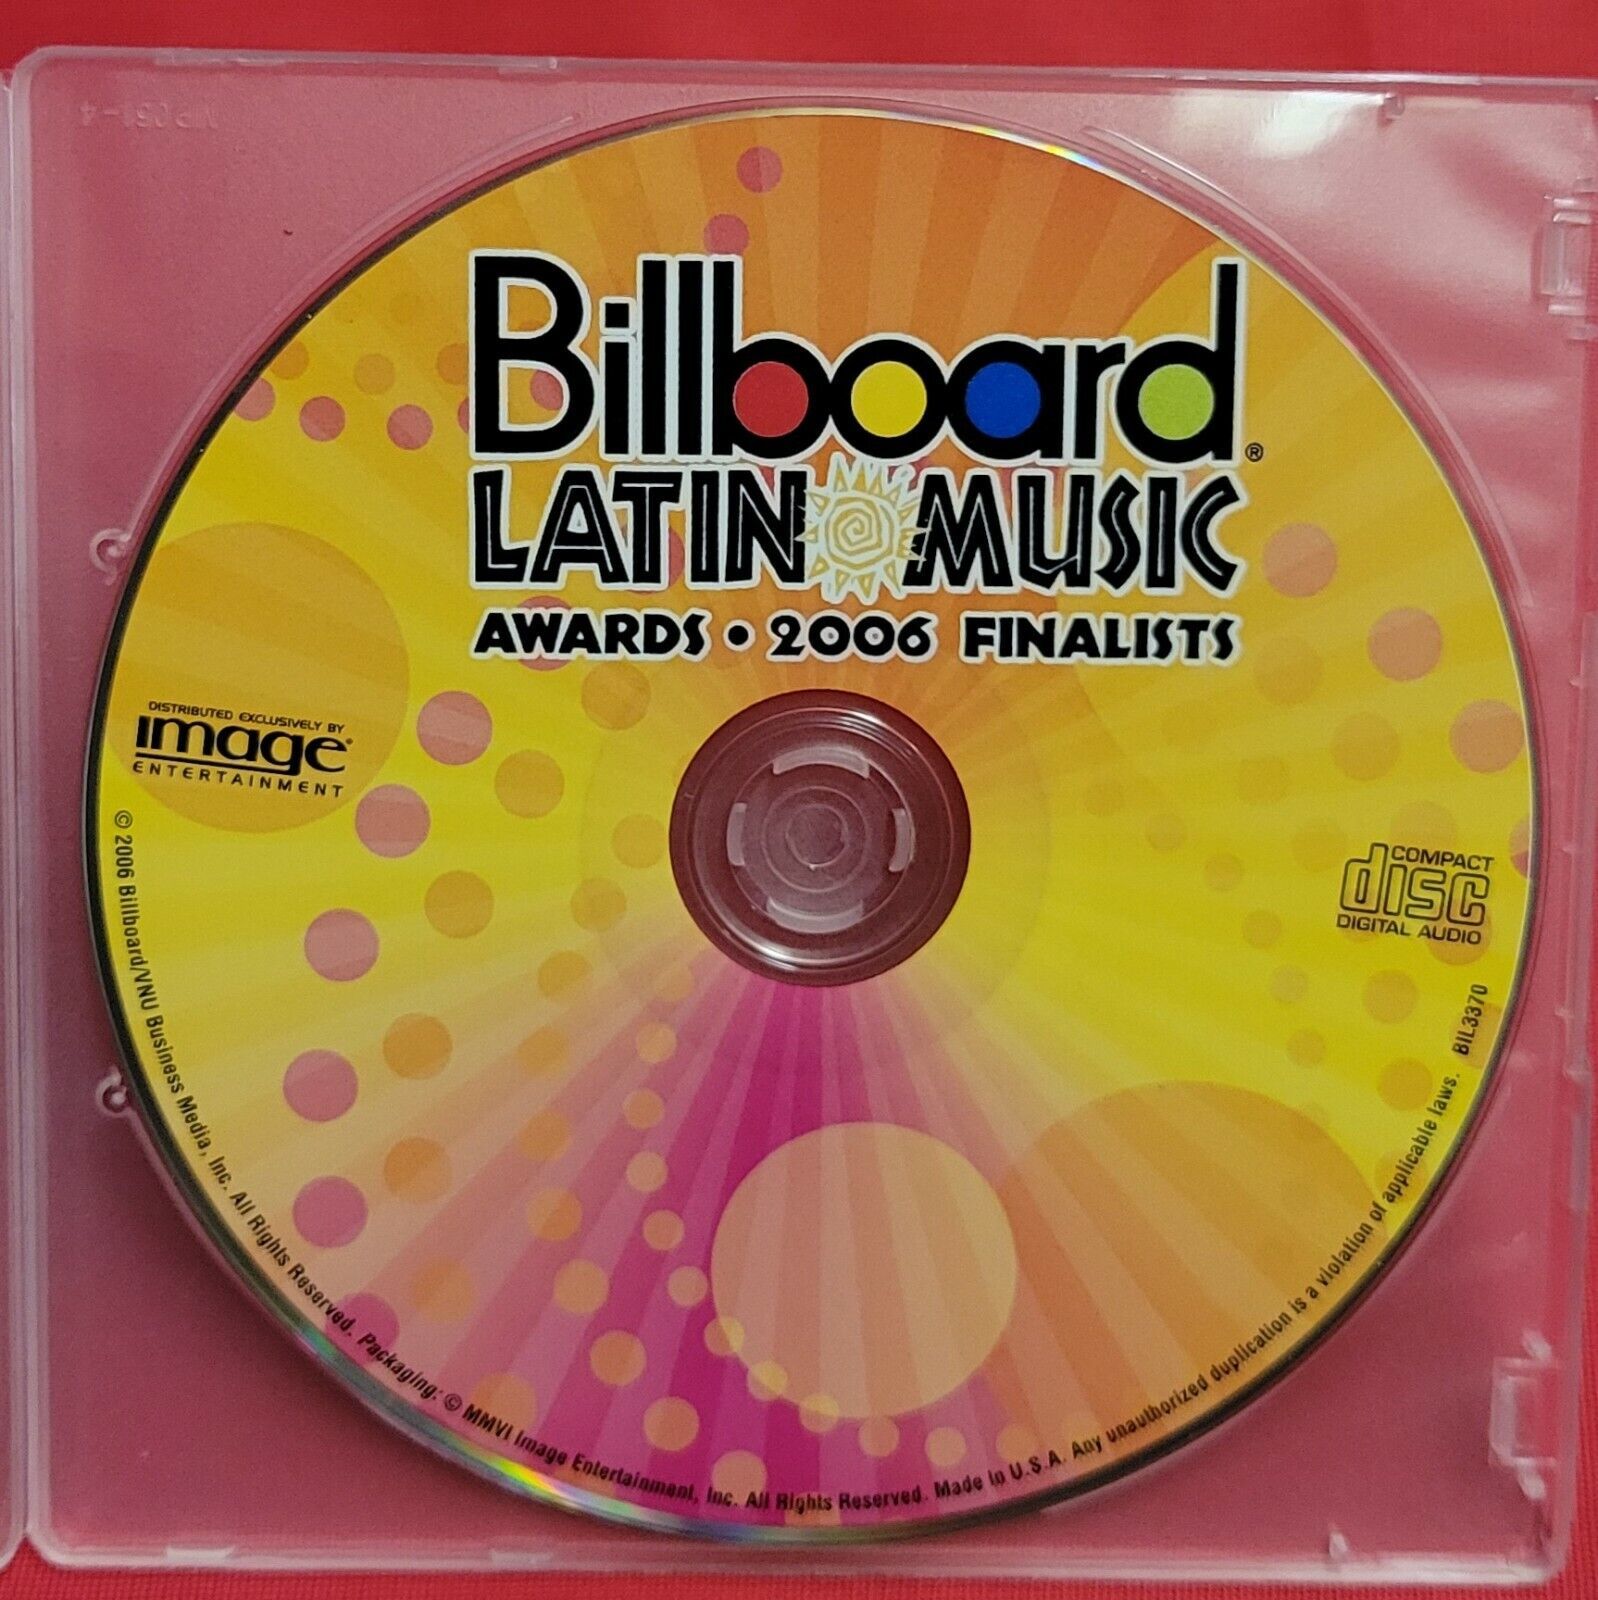 Billboard®
LATIN MUSIC
AWARDS • 2006 FINALISTS
DISTRIBUTED EXCLUSIVELY BY
image®
ENTERTAINMENT
COMPACT
disc
DIGITAL AUDIO
© 2006 Billboard/VNU Business Media, Inc. All Rights Reserved. Packaging: © MMVI Image Entertainment, Inc. All Rights Reserved. Made in U.S.A. Any unauthorized duplication is a violation of applicable laws. BIL3370